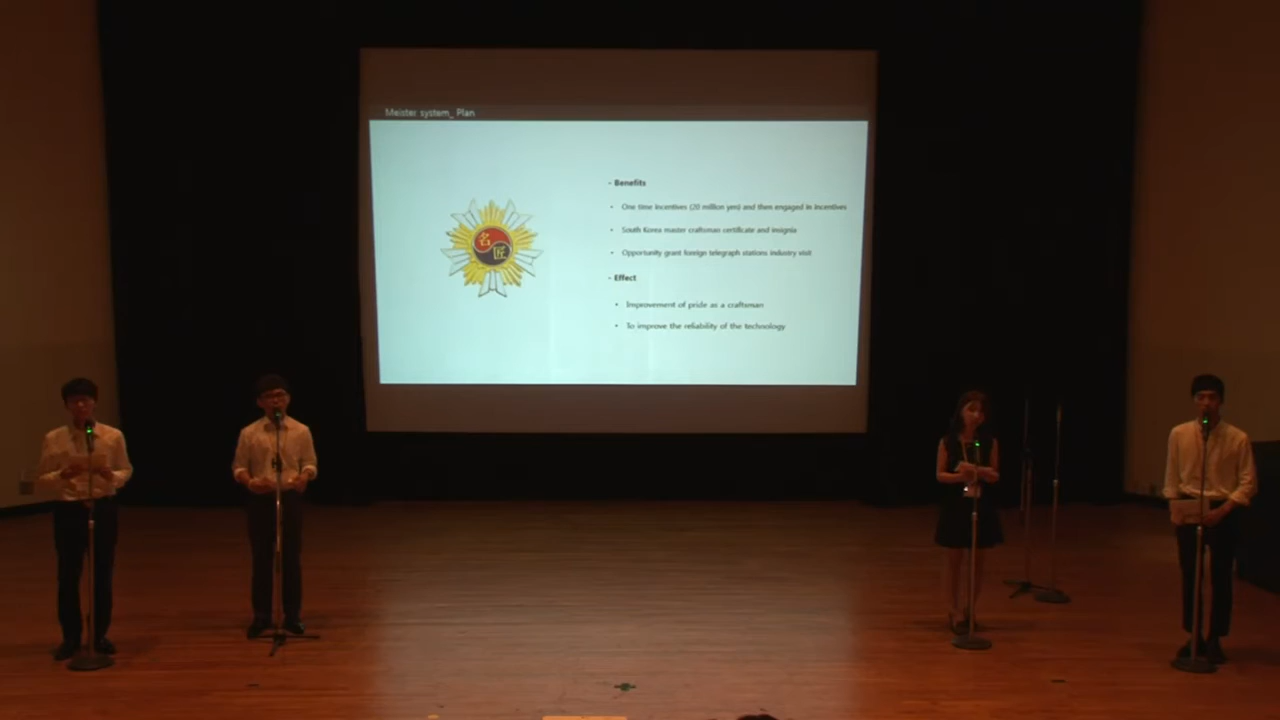 Meister system_ Plan
- Benefits
• One time incentives (20 million yen) and then engaged in incentives
• South Korea master craftsman certificate and insignia
• Opportunity grant foreign telegraph stations industry visit
- Effect
• Improvement of pride as a craftsman
• To improve the reliability of the technology
名
匠